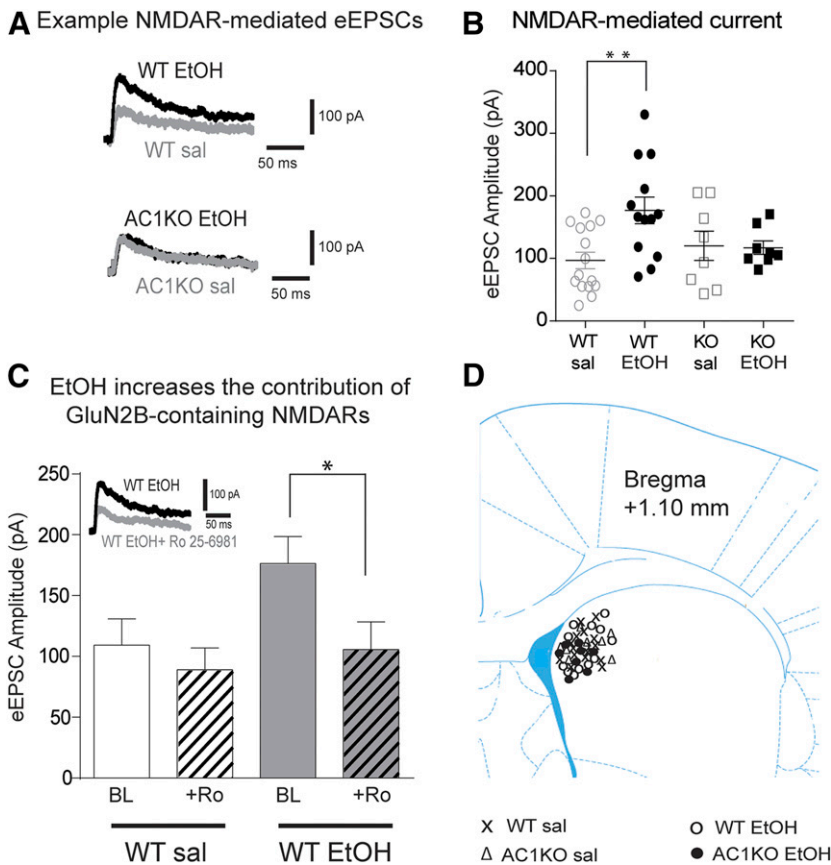 A Example NMDAR-mediated eEPSCs
WT EtOH
WT sal
100 pA
50 ms
AC1KO EtOH
AC1KO sal
100 pA
50 ms
B NMDAR-mediated current
* *
eEPSC Amplitude (pA)
400
300
200
100
0
WT sal
WT EtOH
KO sal
KO EtOH
C EtOH increases the contribution of
GluN2B-containing NMDARs
eEPSC Amplitude (pA)
250
200
150
100
50
0
WT EtOH
100 pA
50 ms
WT EtOH+ Ro 25-6981
*
BL +Ro BL +Ro
WT sal WT EtOH
D
Bregma
+1.10 mm
X WT sal
O WT EtOH
Δ AC1KO sal
● AC1KO EtOH